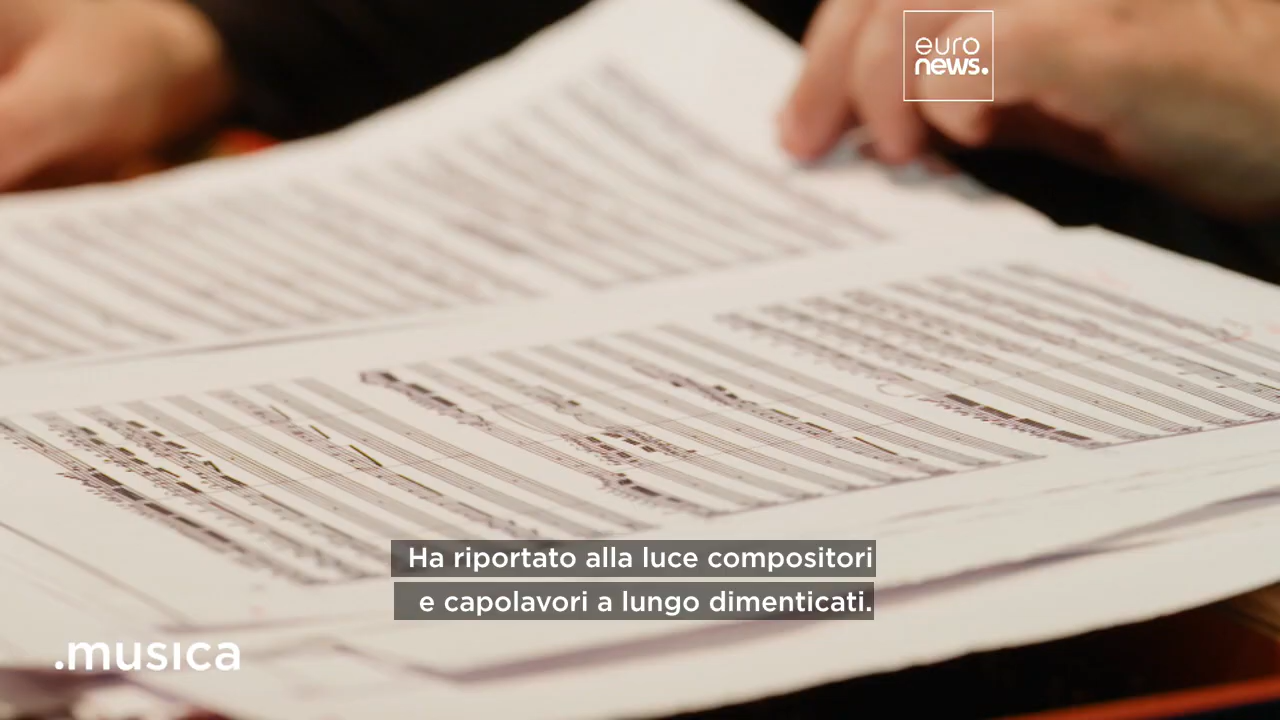 euro
news.
Ha riportato alla luce compositori
e capolavori a lungo dimenticati.
.musica